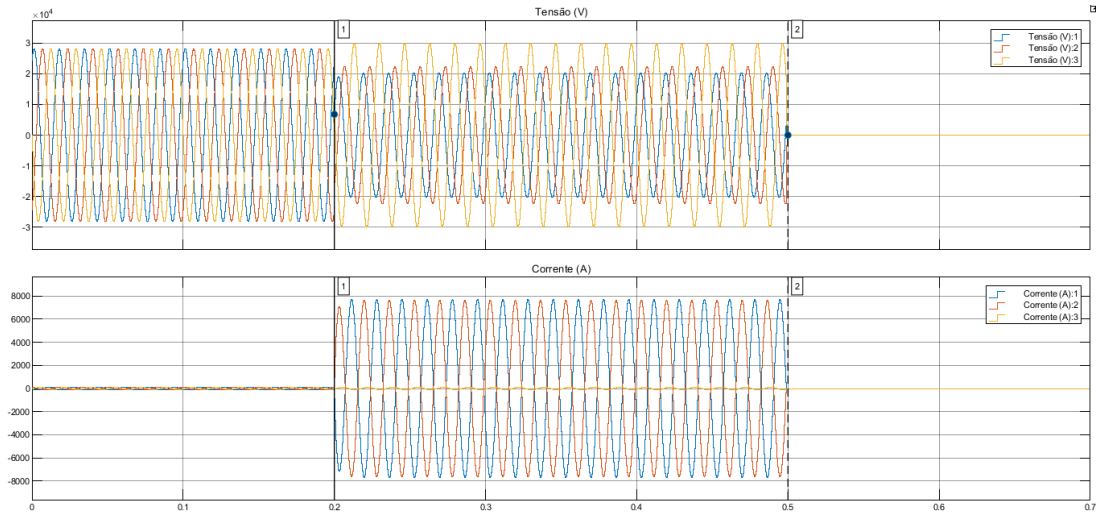 Tensão (V)
×10⁴
1
2
3
2
1
0
-1
-2
-3
Tensão (V):1
Tensão (V):2
Tensão (V):3
Corrente (A)
1
2
8000
6000
4000
2000
0
-2000
-4000
-6000
-8000
Corrente (A):1
Corrente (A):2
Corrente (A):3
0 0.1 0.2 0.3 0.4 0.5 0.6 0.7